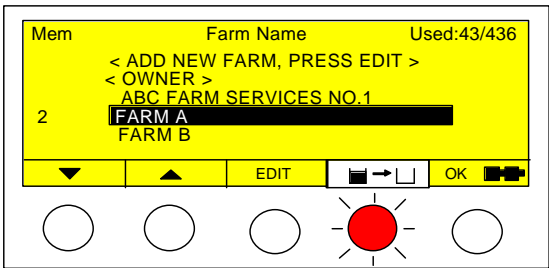 Mem Farm Name Used:43/436
< ADD NEW FARM, PRESS EDIT >
< OWNER >
ABC FARM SERVICES NO.1
2 FARM A
FARM B
EDIT OK